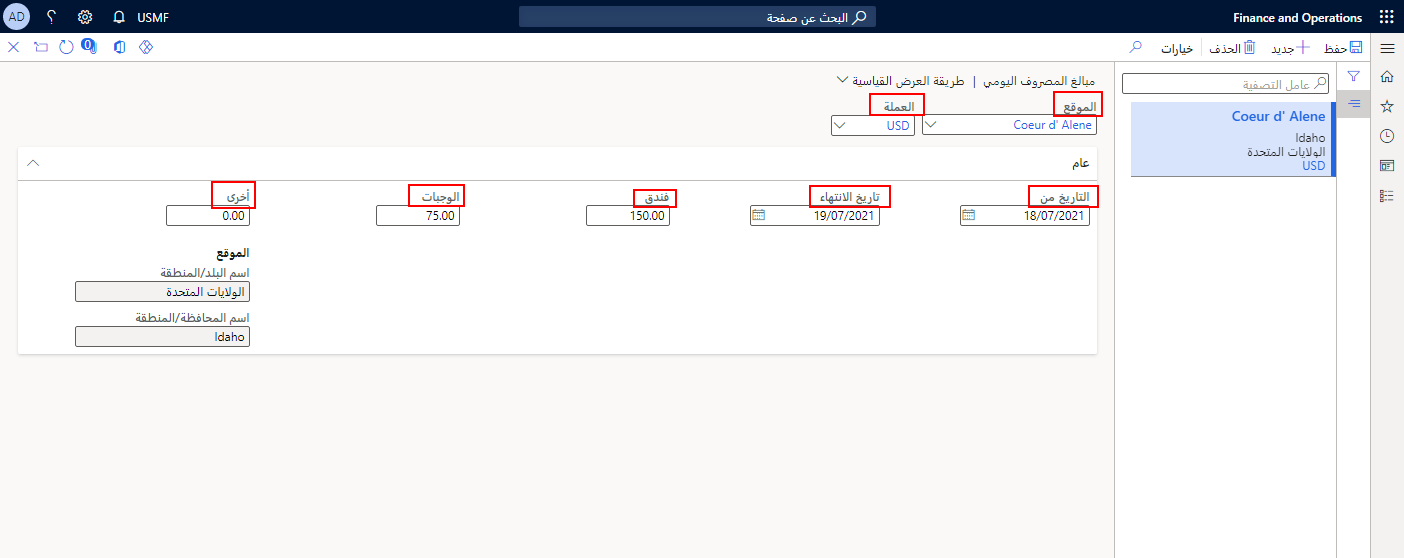 Finance and Operations
البحث عن صفحة
USMF
؟
AD
حفظ
جديد
الحذف
خيارات
0
عامل التصفية
Coeur d' Alene
Idaho
الولايات المتحدة
USD
مبالغ المصروف اليومي | طريقة العرض القياسية
الموقع العملة
Coeur d' Alene USD
عام
التاريخ من تاريخ الانتهاء فندق الوجبات أخرى
18/07/2021 19/07/2021 150.00 75.00 0.00
الموقع
اسم البلد/المنطقة
الولايات المتحدة
اسم المحافظة/المنطقة
Idaho